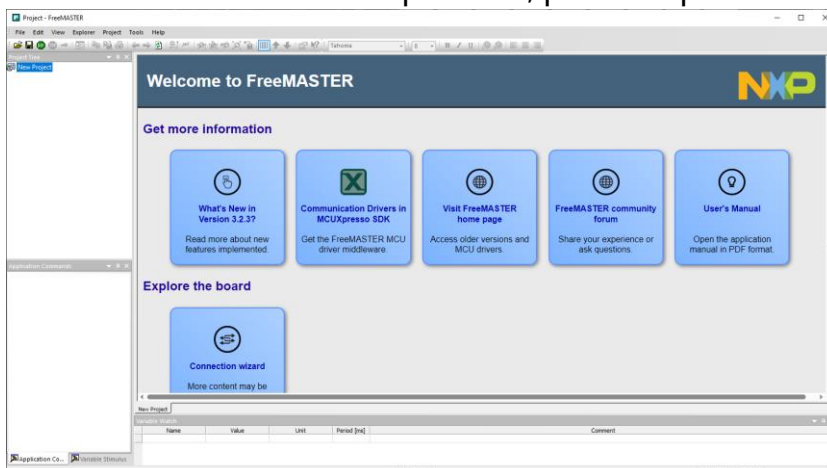 Project - FreeMASTER
File Edit View Explorer Project Tools Help
Tahoma 8
Project Tree
New Project
Welcome to FreeMASTER
NXP
Get more information
What's New in Version 3.2.3?
Read more about new features implemented.
Communication Drivers in MCUXpresso SDK
Get the FreeMASTER MCU driver middleware.
Visit FreeMASTER home page
Access older versions and MCU drivers.
FreeMASTER community forum
Share your experience or ask questions.
User's Manual
Open the application manual in PDF format.
Application Commands
Explore the board
Connection wizard
More content may be
New Project
Variable Watch
Name Value Unit Period [ms] Comment
Application Co... Variable Stimulus